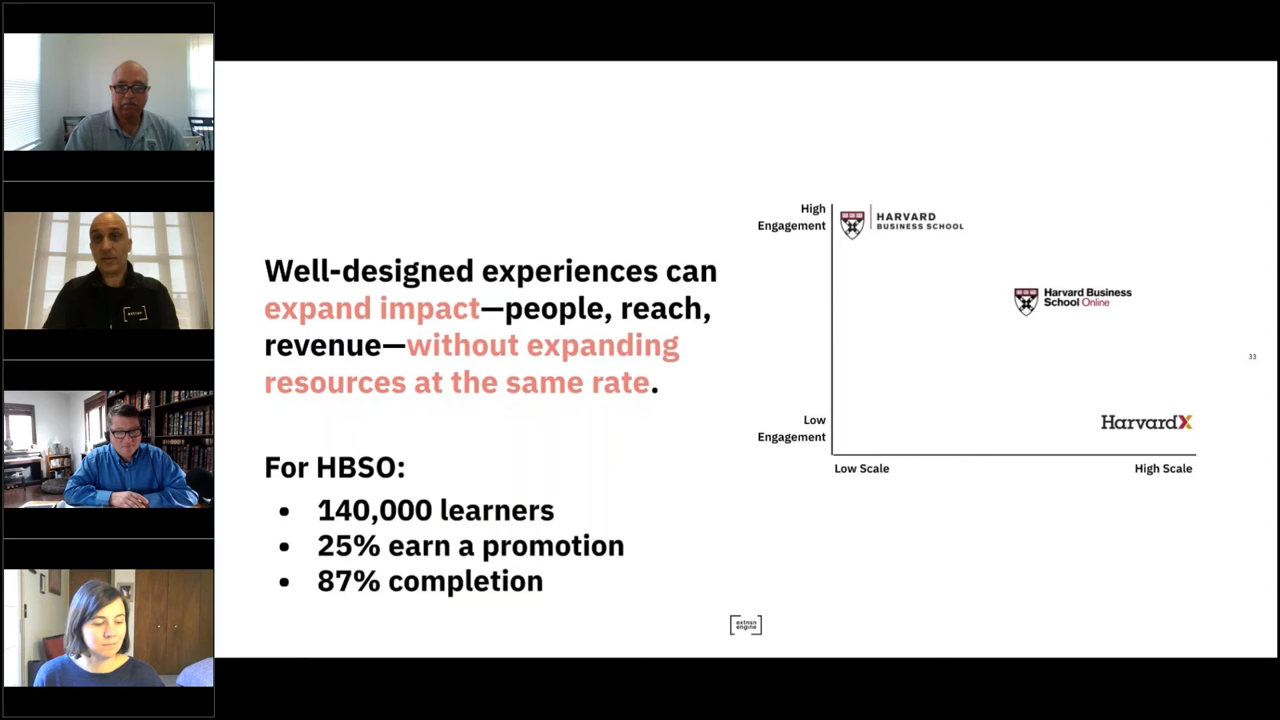 Well-designed experiences can
expand impact—people, reach,
revenue—without expanding
resources at the same rate.
For HBSO:
• 140,000 learners
• 25% earn a promotion
• 87% completion
High
Engagement
HARVARD
BUSINESS SCHOOL
Harvard Business
School Online
HarvardX
Low
Engagement
Low Scale
High Scale
33
extnsn
engine